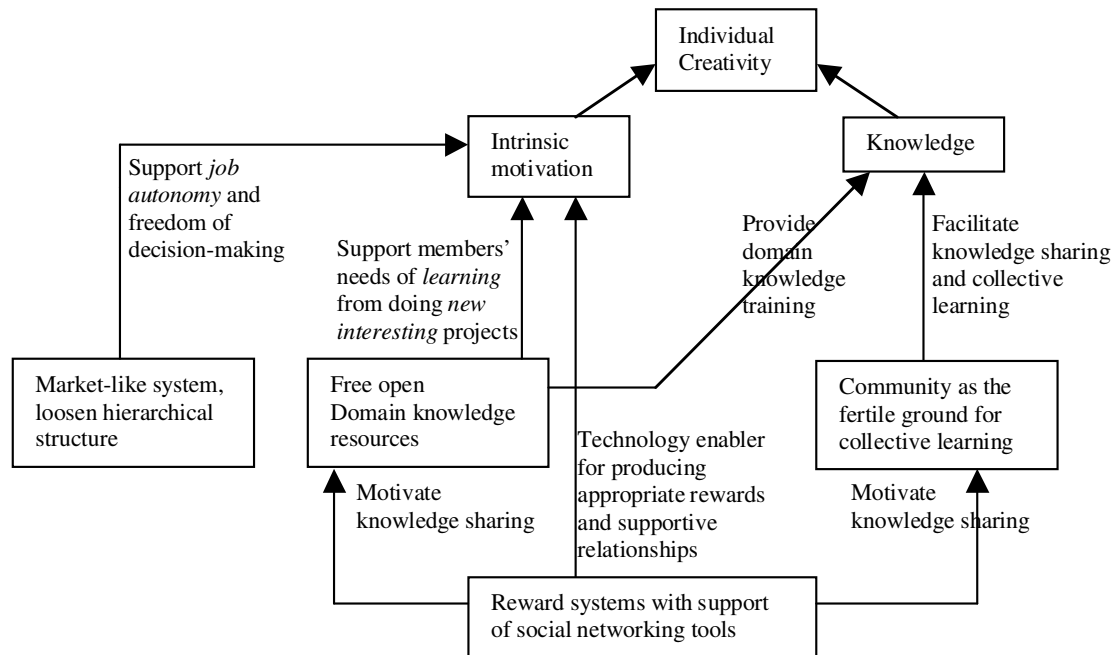 Individual
Creativity
Intrinsic
motivation
Knowledge
Support job
autonomy and
freedom of
decision-making
Support members'
needs of learning
from doing new
interesting projects
Provide
domain
knowledge
training
Facilitate
knowledge sharing
and collective
learning
Market-like system,
loosen hierarchical
structure
Free open
Domain knowledge
resources
Community as the
fertile ground for
collective learning
Technology enabler
for producing
appropriate rewards
and supportive
relationships
Motivate
knowledge sharing
Motivate
knowledge sharing
Reward systems with support
of social networking tools